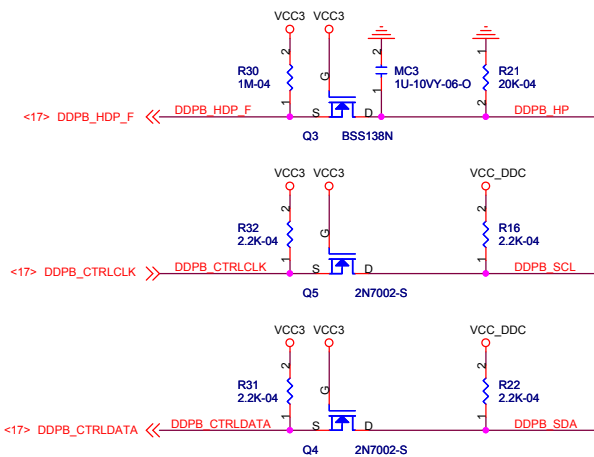 VCC3 VCC3
2 2 1
R30
1M-04
G
MC3
1U-10VY-06-O
R21
20K-04
1 1 2
<17> DDPB_HDP_F DDPB_HDP_F S D DDPB_HP
Q3 BSS138N
VCC3 VCC3 VCC_DDC
2 2
R32
2.2K-04
G
R16
2.2K-04
1 1
<17> DDPB_CTRLCLK DDPB_CTRLCLK S D DDPB_SCL
Q5 2N7002-S
VCC3 VCC3 VCC_DDC
2 2
R31
2.2K-04
G
R22
2.2K-04
1 1
<17> DDPB_CTRLDATA DDPB_CTRLDATA S D DDPB_SDA
Q4 2N7002-S